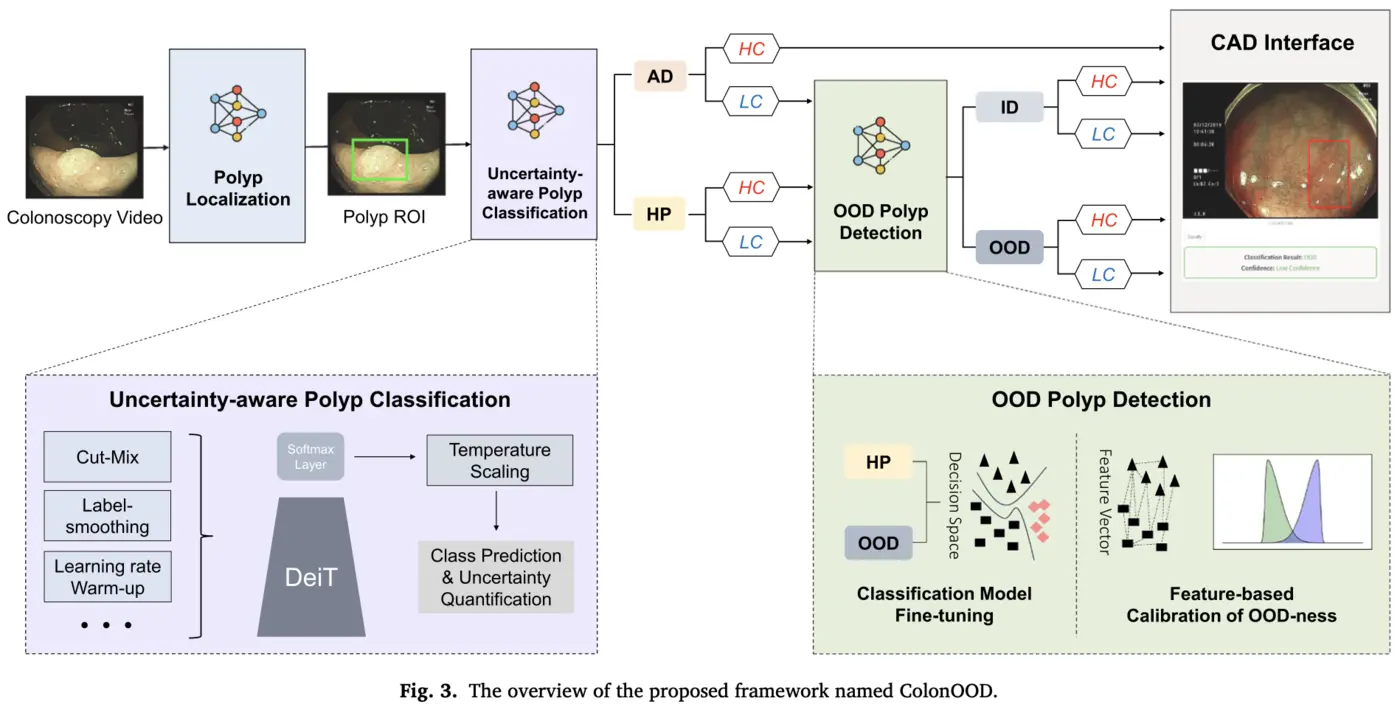 Colonoscopy Video
Polyp
Localization
Polyp ROI
Uncertainty-
aware Polyp
Classification
AD
HP
HC
LC
HC
LC
OOD Polyp
Detection
ID
OOD
HC
LC
HC
LC
CAD Interface
Classification Result: OOD
Confidence: Low Confidence
Uncertainty-aware Polyp Classification
Cut-Mix
Label-
smoothing
Learning rate
Warm-up
• • •
Softmax
Layer
DeiT
Temperature
Scaling
Class Prediction
& Uncertainty
Quantification
OOD Polyp Detection
HP
OOD
Decision Space
Classification Model
Fine-tuning
Feature Vector
Feature-based
Calibration of OOD-ness
Fig. 3. The overview of the proposed framework named ColonOOD.